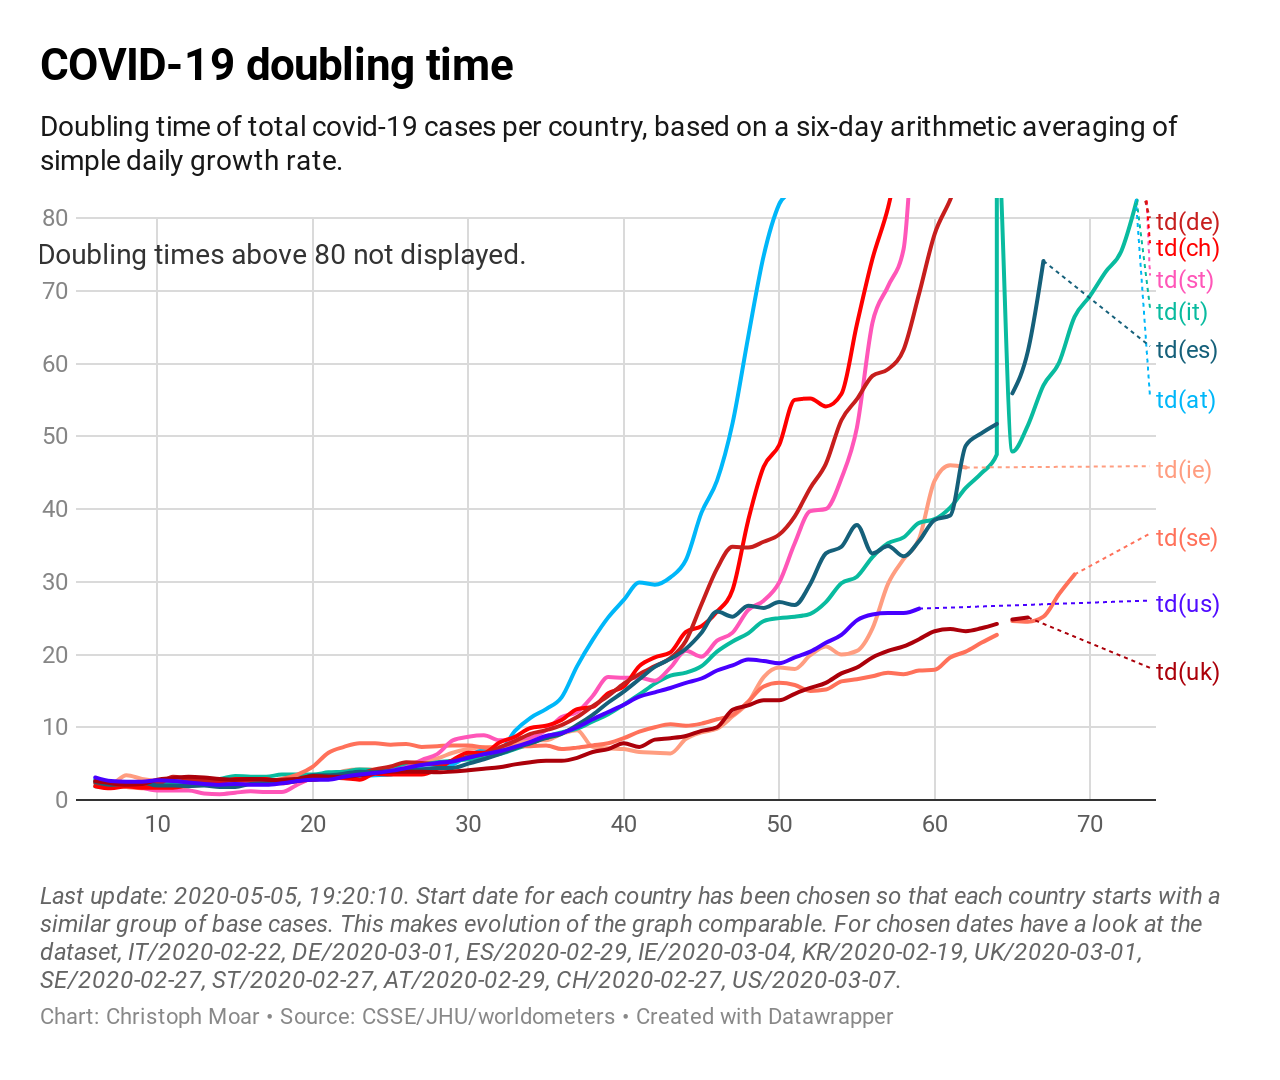 COVID-19 doubling time
Doubling time of total covid-19 cases per country, based on a six-day arithmetic averaging of
simple daily growth rate.
80
Doubling times above 80 not displayed.
70
60
50
40
30
20
10
0
10 20 30 40 50 60 70
td(de)
td(ch)
td(st)
td(it)
td(es)
td(at)
td(ie)
td(se)
td(us)
td(uk)
Last update: 2020-05-05, 19:20:10. Start date for each country has been chosen so that each country starts with a
similar group of base cases. This makes evolution of the graph comparable. For chosen dates have a look at the
dataset, IT/2020-02-22, DE/2020-03-01, ES/2020-02-29, IE/2020-03-04, KR/2020-02-19, UK/2020-03-01,
SE/2020-02-27, ST/2020-02-27, AT/2020-02-29, CH/2020-02-27, US/2020-03-07.
Chart: Christoph Moar • Source: CSSE/JHU/worldometers • Created with Datawrapper